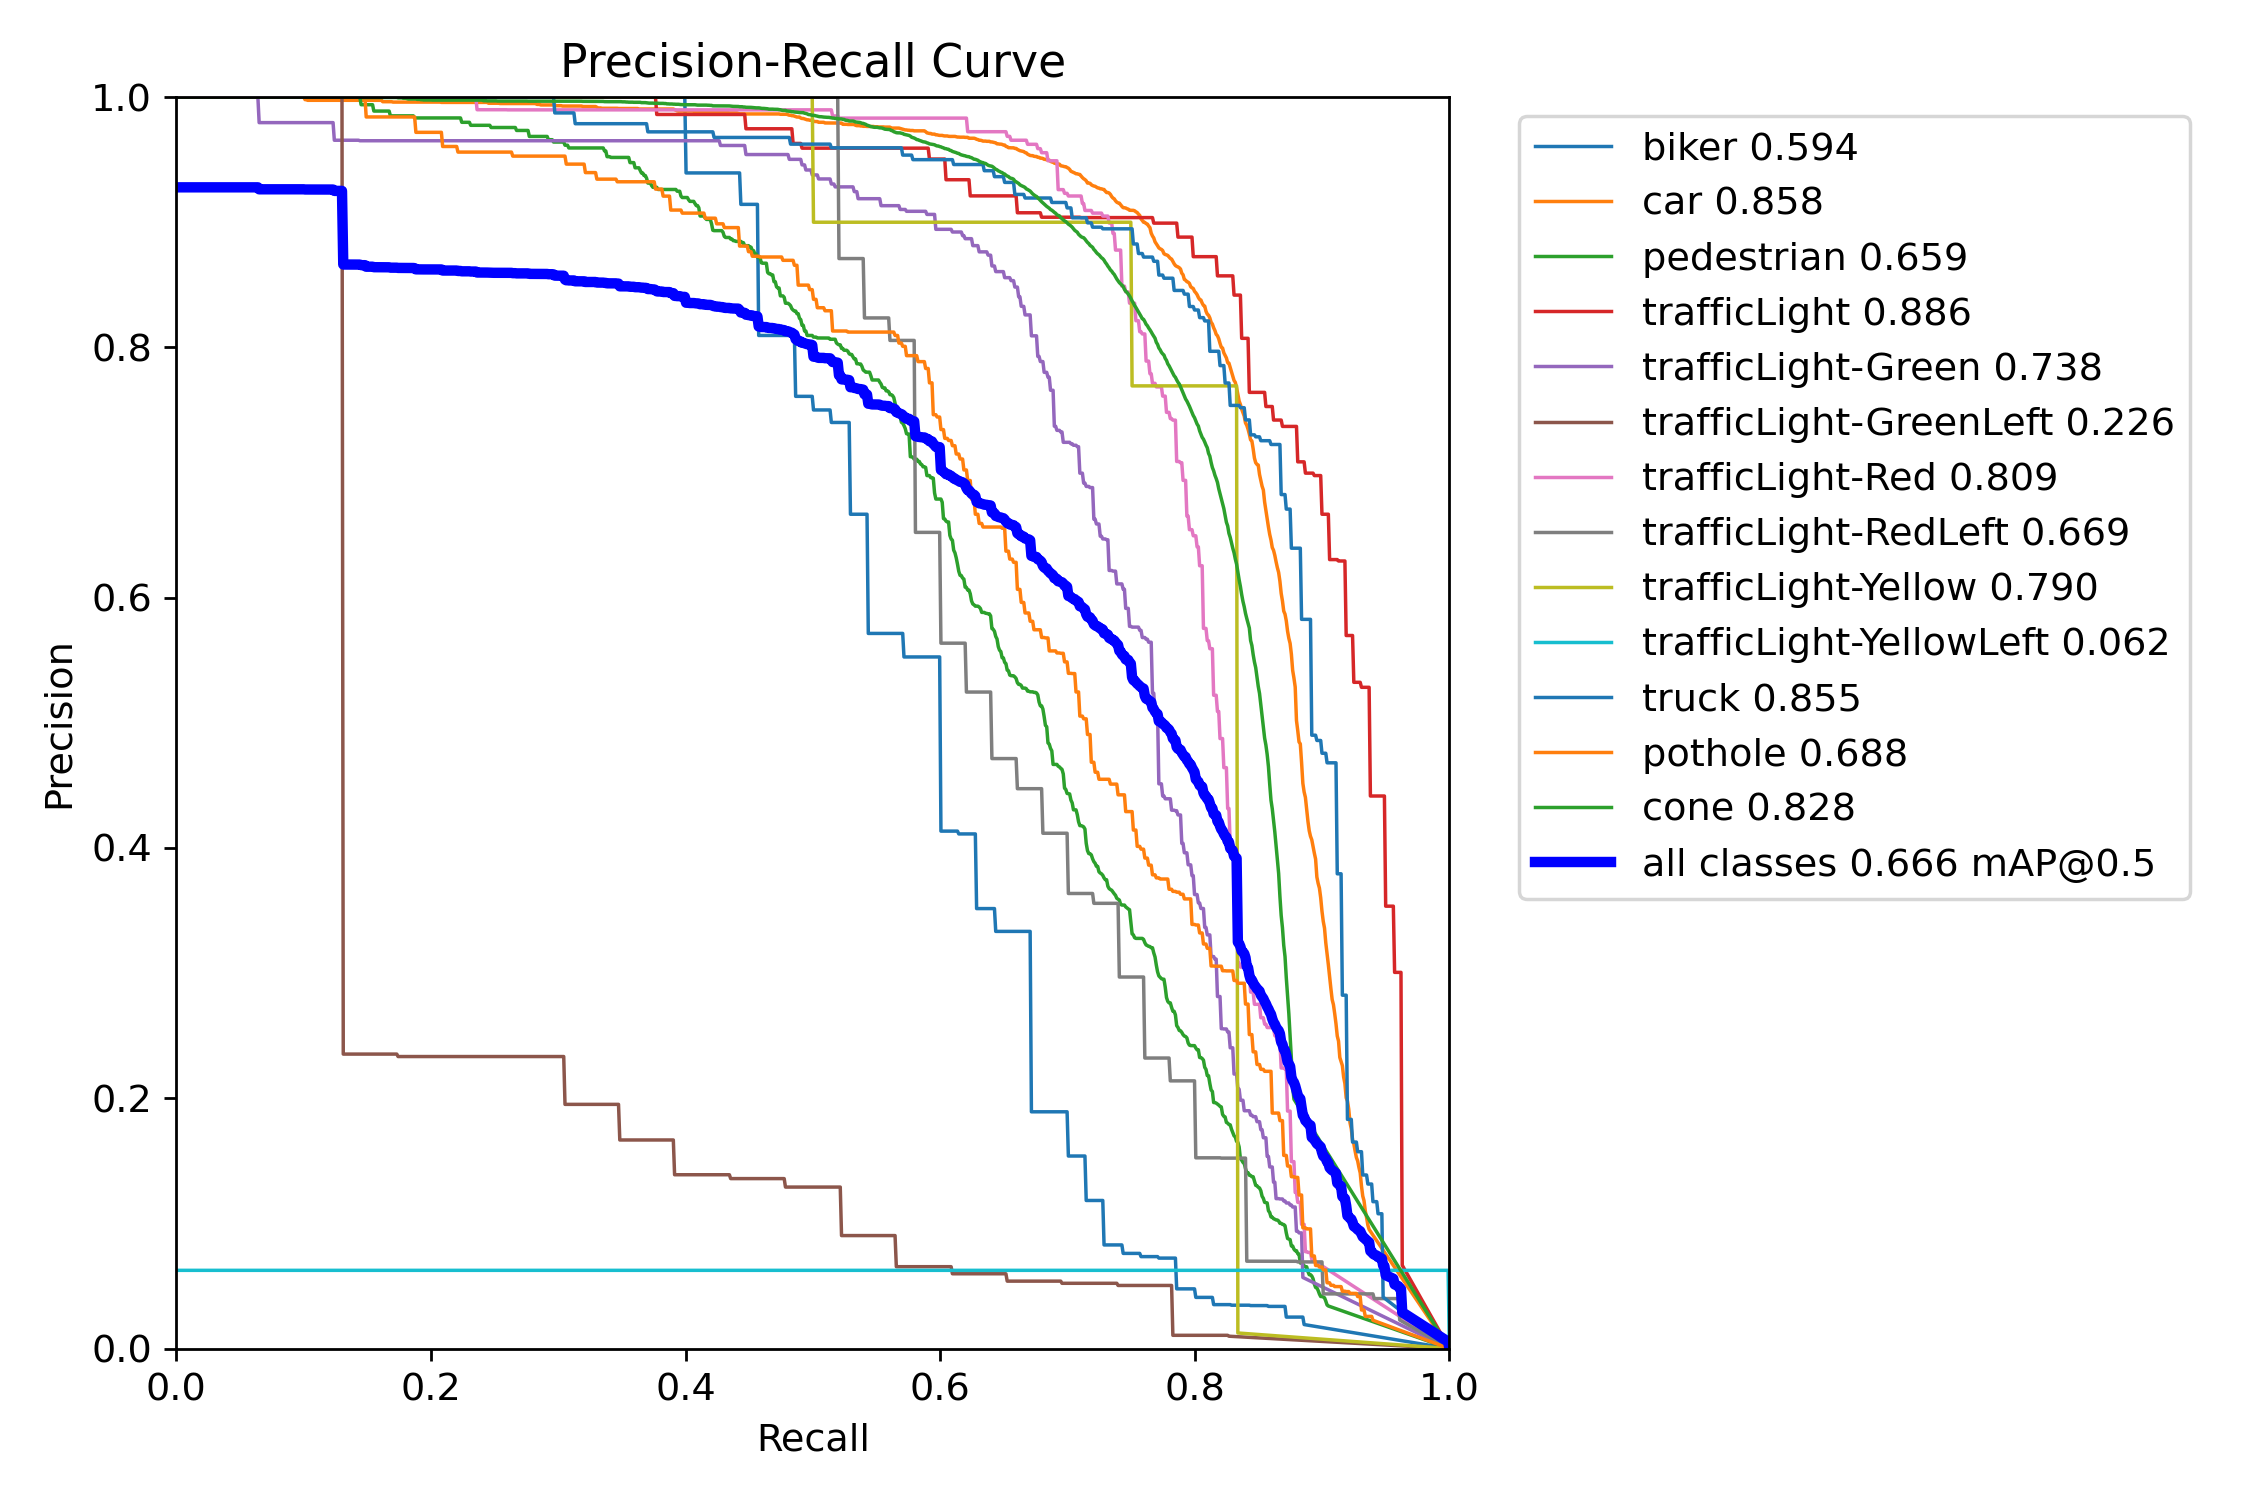 Precision-Recall Curve
1.0
0.8
0.6
0.4
0.2
0.0
Precision
0.0 0.2 0.4 0.6 0.8 1.0
Recall
biker 0.594
car 0.858
pedestrian 0.659
trafficLight 0.886
trafficLight-Green 0.738
trafficLight-GreenLeft 0.226
trafficLight-Red 0.809
trafficLight-RedLeft 0.669
trafficLight-Yellow 0.790
trafficLight-YellowLeft 0.062
truck 0.855
pothole 0.688
cone 0.828
all classes 0.666 mAP@0.5